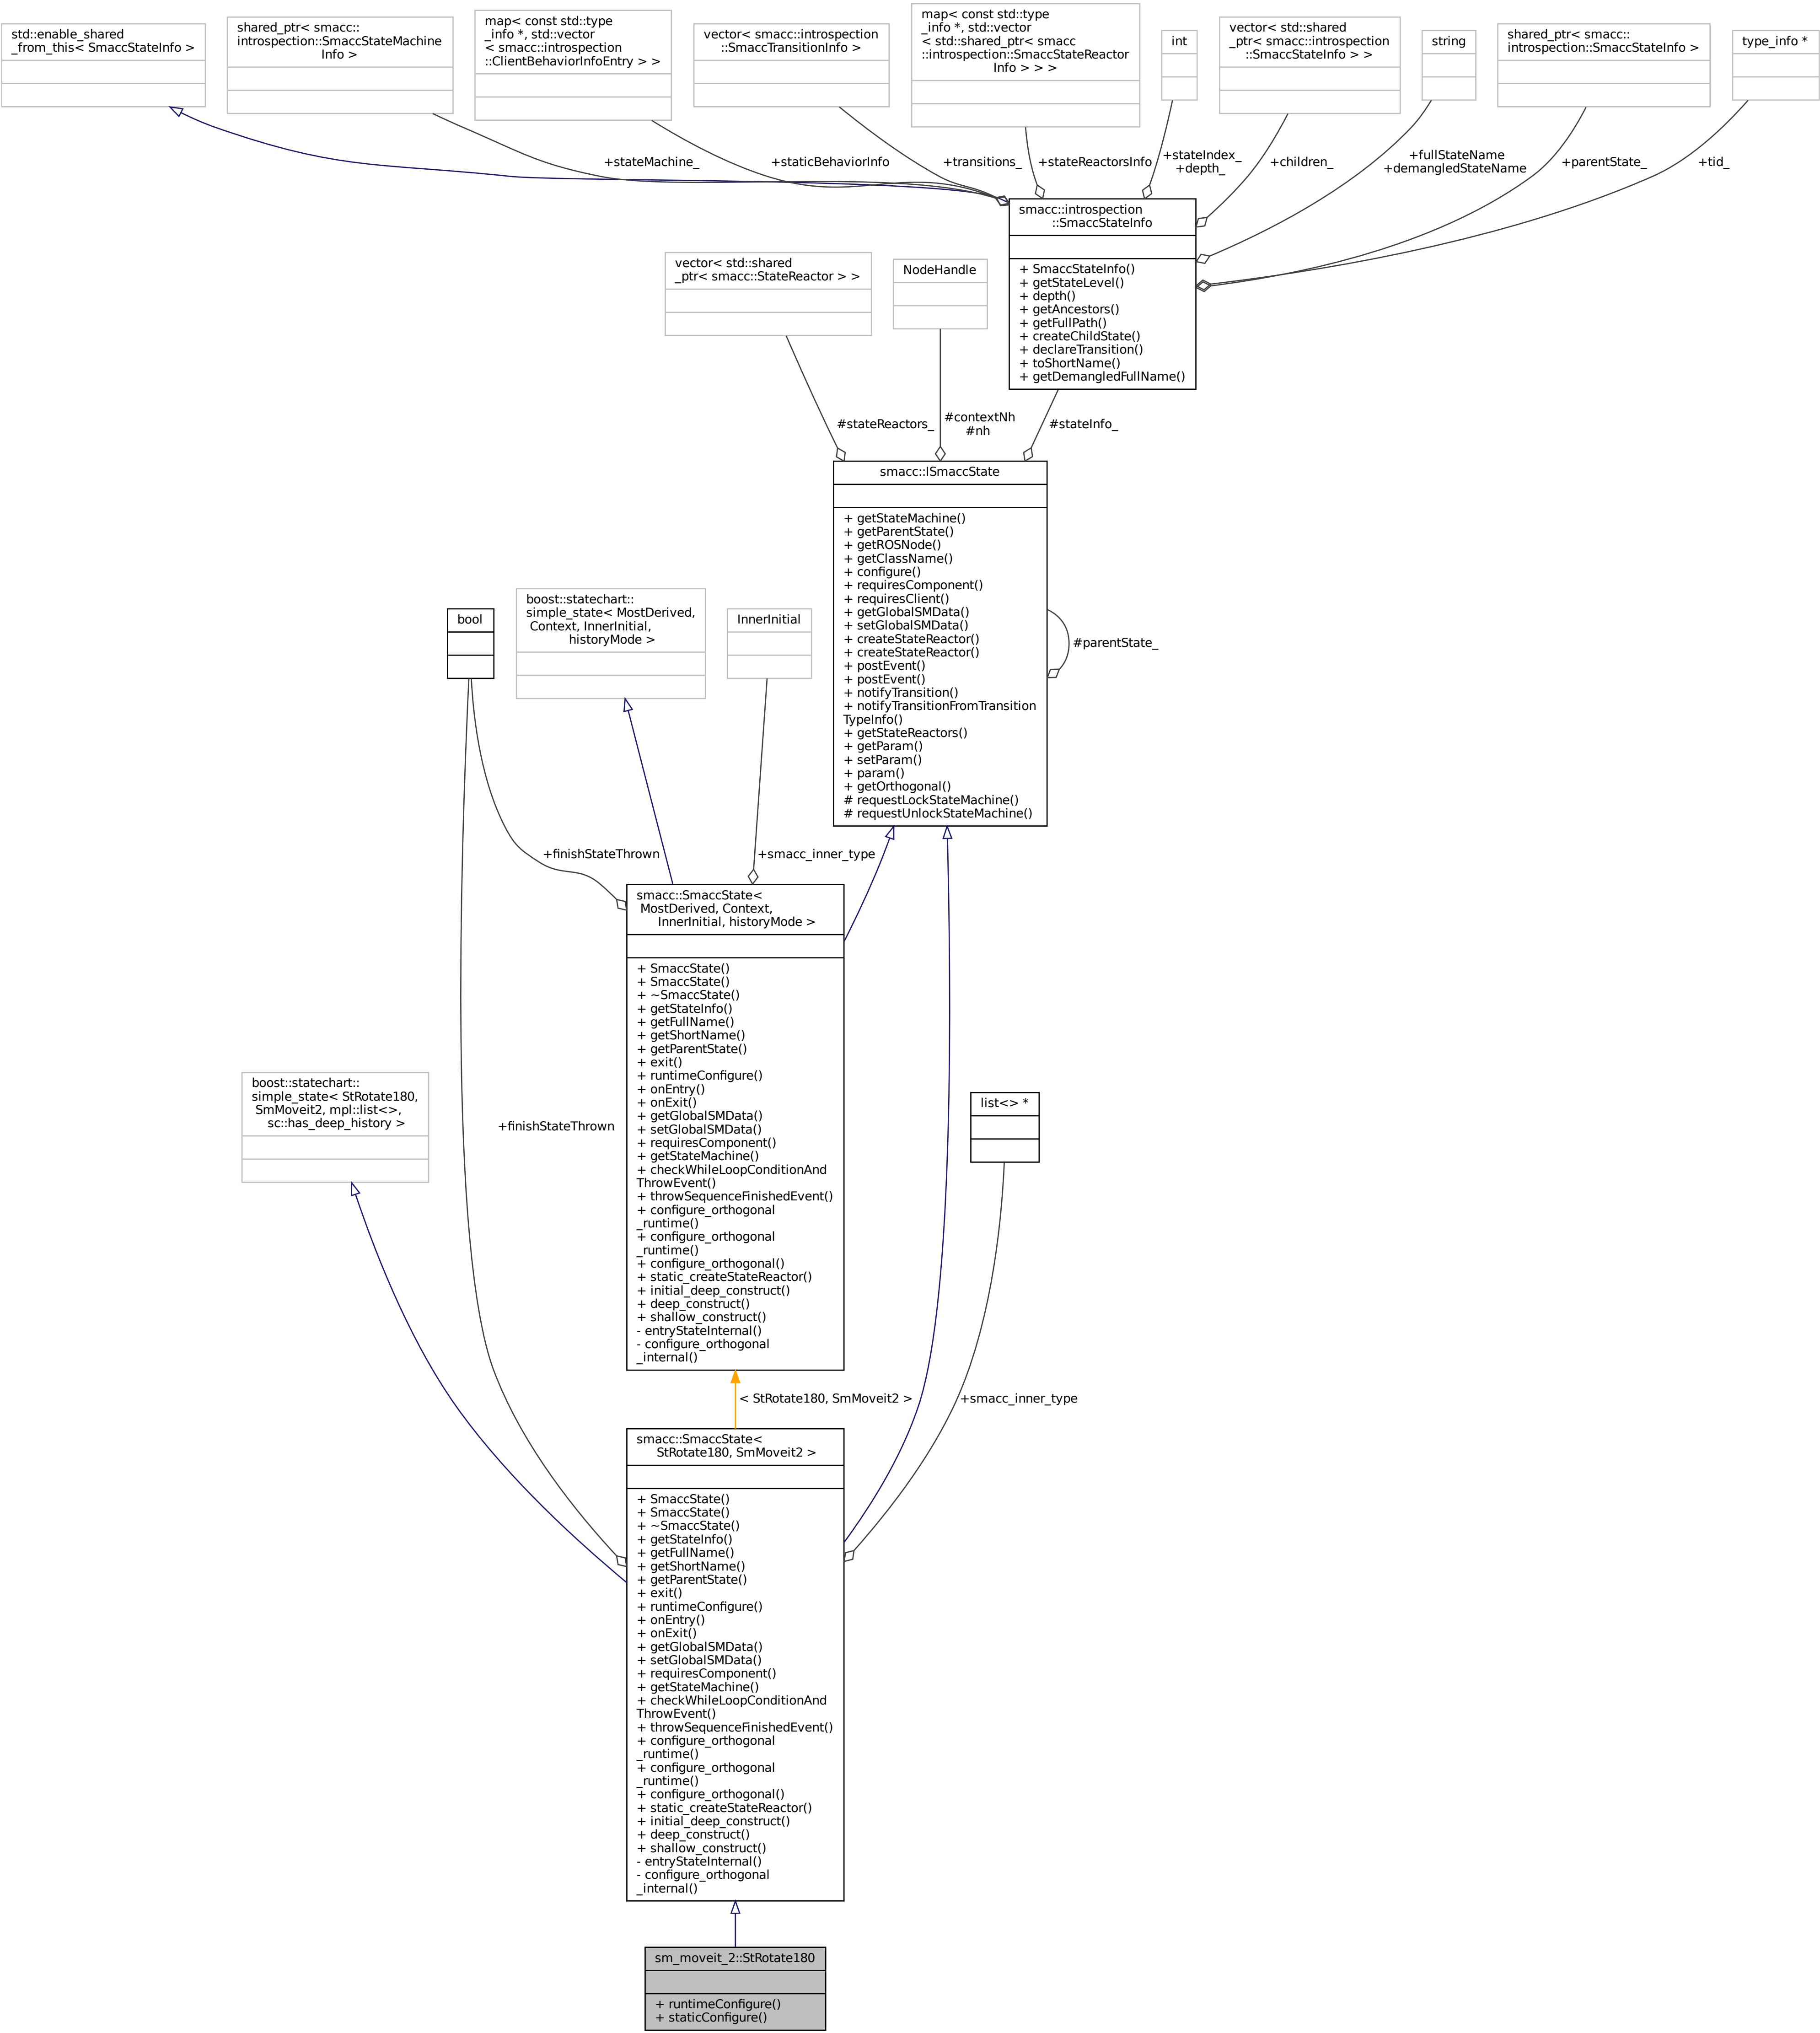 std::enable_shared
_from_this< SmaccStateInfo >
shared_ptr< smacc::
introspection::SmaccStateMachine
Info >
map< const std::type
_info *, std::vector
< smacc::introspection
::ClientBehaviorInfoEntry > >
vector< smacc::introspection
::SmaccTransitionInfo >
map< const std::type
_info *, std::vector
< std::shared_ptr< smacc
::introspection::SmaccStateReactor
Info > > >
int
vector< std::shared
_ptr< smacc::introspection
::SmaccStateInfo > >
string
shared_ptr< smacc::
introspection::SmaccStateInfo >
type_info *
+stateMachine_
+staticBehaviorInfo
+transitions_
+stateReactorsInfo
+stateIndex_
+depth_
+children_
+fullStateName
+demangledStateName
+parentState_
+tid_
smacc::introspection
::SmaccStateInfo
+ SmaccStateInfo()
+ getStateLevel()
+ depth()
+ getAncestors()
+ getFullPath()
+ createChildState()
+ declareTransition()
+ toShortName()
+ getDemangledFullName()
vector< std::shared
_ptr< smacc::StateReactor > >
NodeHandle
#stateReactors_
#contextNh
#nh
#stateInfo_
smacc::ISmaccState
+ getStateMachine()
+ getParentState()
+ getROSNode()
+ getClassName()
+ configure()
+ requiresComponent()
+ requiresClient()
+ getGlobalSMData()
+ setGlobalSMData()
+ createStateReactor()
+ createStateReactor()
+ postEvent()
+ postEvent()
+ notifyTransition()
+ notifyTransitionFromTransition
TypeInfo()
+ getStateReactors()
+ getParam()
+ setParam()
+ param()
+ getOrthogonal()
# requestLockStateMachine()
# requestUnlockStateMachine()
#parentState_
bool
boost::statechart::
simple_state< MostDerived,
Context, InnerInitial,
historyMode >
InnerInitial
+finishStateThrown
+smacc_inner_type
smacc::SmaccState<
MostDerived, Context,
InnerInitial, historyMode >
+ SmaccState()
+ SmaccState()
+ ~SmaccState()
+ getStateInfo()
+ getFullName()
+ getShortName()
+ getParentState()
+ exit()
+ runtimeConfigure()
+ onEntry()
+ onExit()
+ getGlobalSMData()
+ setGlobalSMData()
+ requiresComponent()
+ getStateMachine()
+ checkWhileLoopConditionAnd
ThrowEvent()
+ throwSequenceFinishedEvent()
+ configure_orthogonal
_runtime()
+ configure_orthogonal
_runtime()
+ configure_orthogonal()
+ static_createStateReactor()
+ initial_deep_construct()
+ deep_construct()
+ shallow_construct()
- entryStateInternal()
- configure_orthogonal
_internal()
boost::statechart::
simple_state< StRotate180,
SmMoveit2, mpl::list<>,
sc::has_deep_history >
+finishStateThrown
list<> *
< StRotate180, SmMoveit2 >
+smacc_inner_type
smacc::SmaccState<
StRotate180, SmMoveit2 >
+ SmaccState()
+ SmaccState()
+ ~SmaccState()
+ getStateInfo()
+ getFullName()
+ getShortName()
+ getParentState()
+ exit()
+ runtimeConfigure()
+ onEntry()
+ onExit()
+ getGlobalSMData()
+ setGlobalSMData()
+ requiresComponent()
+ getStateMachine()
+ checkWhileLoopConditionAnd
ThrowEvent()
+ throwSequenceFinishedEvent()
+ configure_orthogonal
_runtime()
+ configure_orthogonal
_runtime()
+ configure_orthogonal()
+ static_createStateReactor()
+ initial_deep_construct()
+ deep_construct()
+ shallow_construct()
- entryStateInternal()
- configure_orthogonal
_internal()
sm_moveit_2::StRotate180
+ runtimeConfigure()
+ staticConfigure()